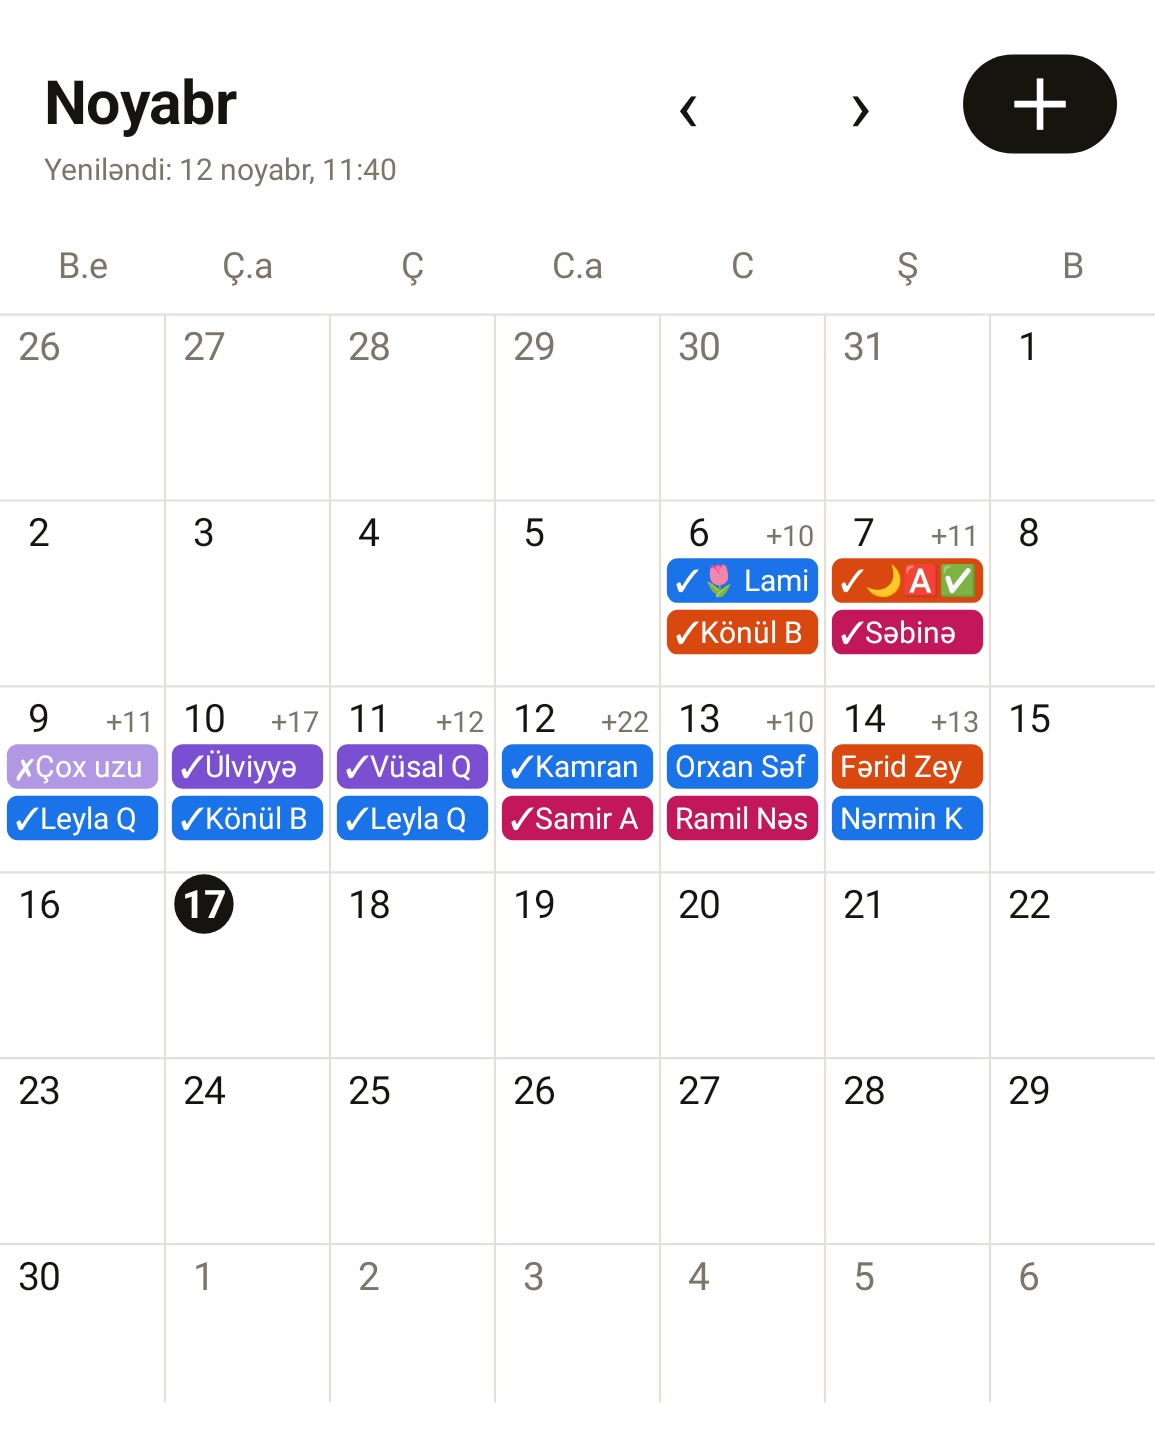 Noyabr
Yeniləndi: 12 noyabr, 11:40
B.e Ç.a Ç C.a C Ş B
26 27 28 29 30 31 1
2 3 4 5 6 +10 7 +11 8
✓🌷 Lami ✓🌙🅰✅
✓Könül B ✓Səbinə
9 +11 10 +17 11 +12 12 +22 13 +10 14 +13 15
✗Çox uzu ✓Ülviyyə ✓Vüsal Q ✓Kamran Orxan Səf Fərid Zey
✓Leyla Q ✓Könül B ✓Leyla Q ✓Samir A Ramil Nəs Nərmin K
16 17 18 19 20 21 22
23 24 25 26 27 28 29
30 1 2 3 4 5 6